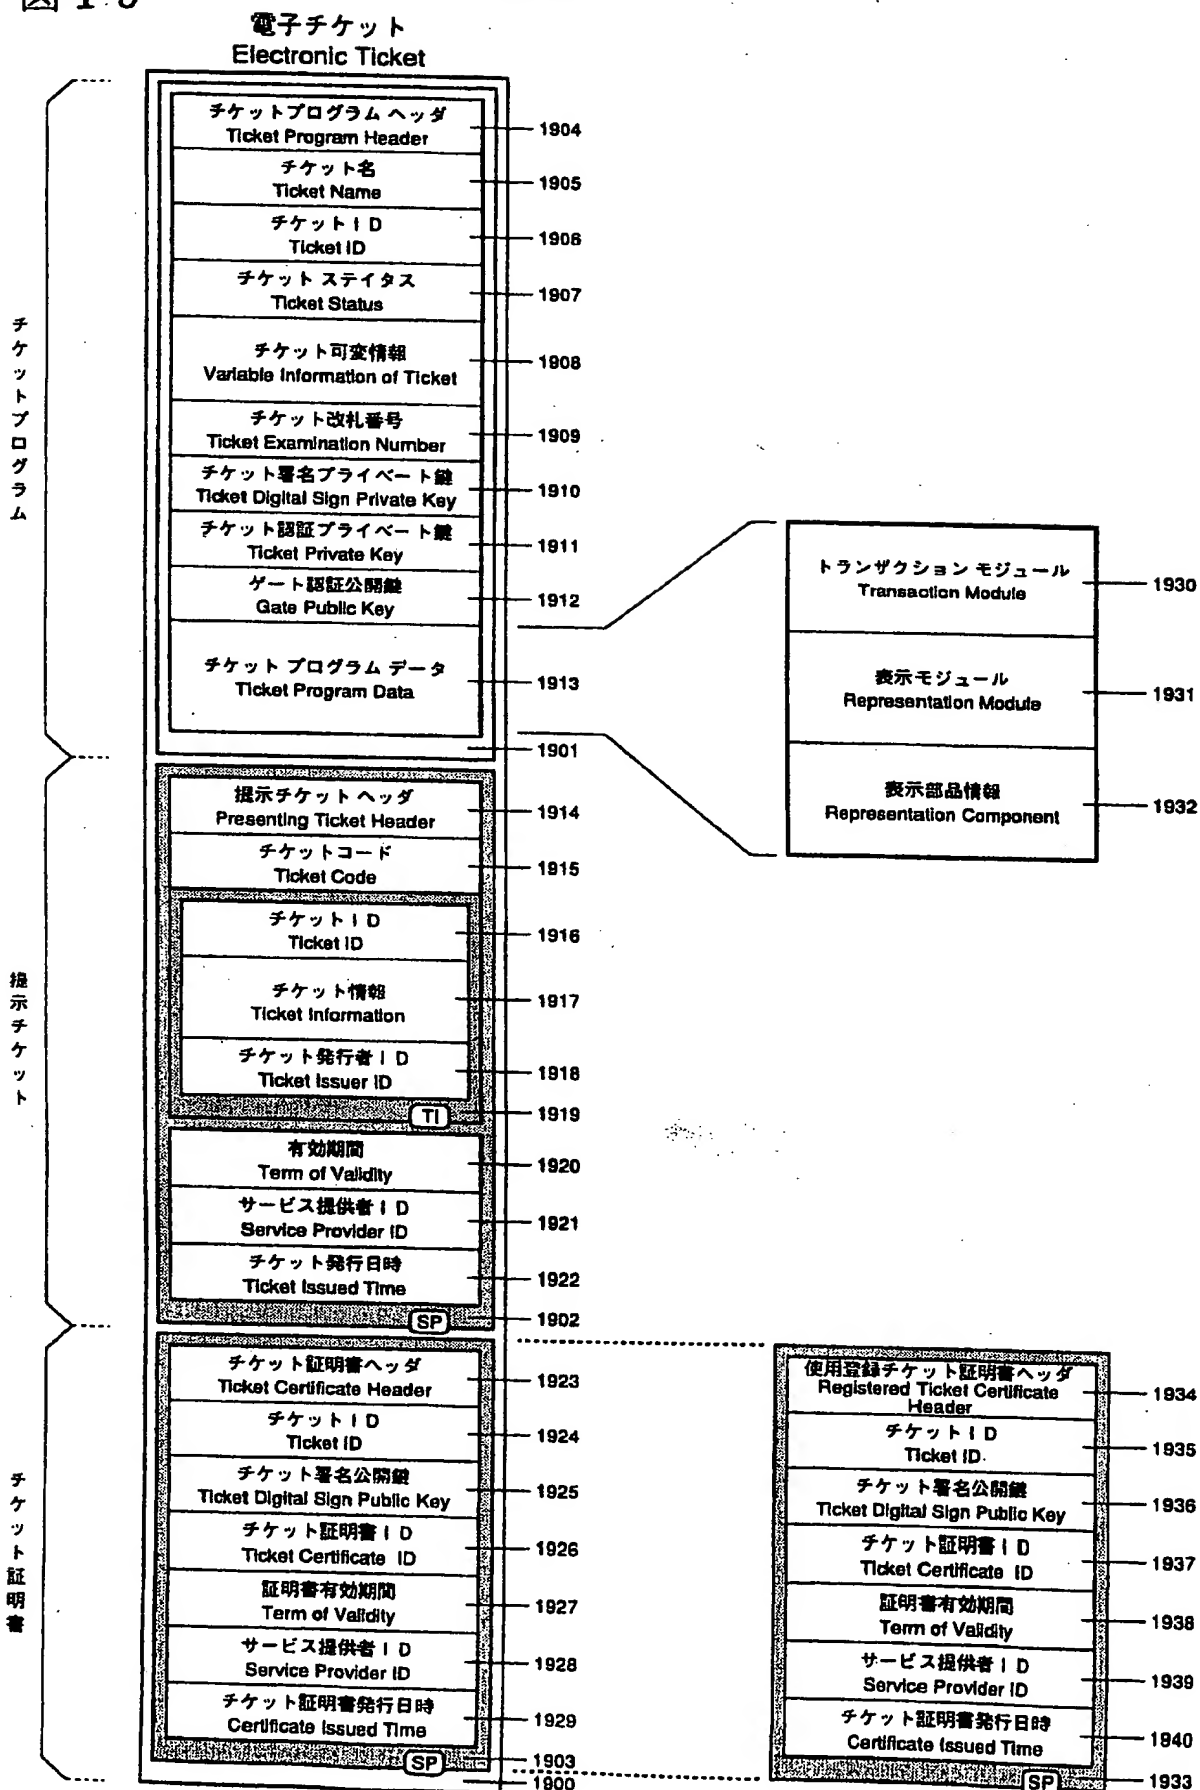 図19
電子チケット
Electronic Ticket
チケットプログラム
チケットプログラム ヘッダ
Ticket Program Header
1904
チケット名
Ticket Name
1905
チケットID
Ticket ID
1906
チケット ステイタス
Ticket Status
1907
チケット可変情報
Variable Information of Ticket
1908
チケット改札番号
Ticket Examination Number
1909
チケット署名プライベート鍵
Ticket Digital Sign Private Key
1910
チケット認証プライベート鍵
Ticket Private Key
1911
ゲート認証公開鍵
Gate Public Key
1912
チケット プログラム データ
Ticket Program Data
1913
1901
トランザクション モジュール
Transaction Module
1930
表示モジュール
Representation Module
1931
表示部品情報
Representation Component
1932
提示チケット
提示チケット ヘッダ
Presenting Ticket Header
1914
チケットコード
Ticket Code
1915
チケットID
Ticket ID
1916
チケット情報
Ticket Information
1917
チケット発行者ID
Ticket Issuer ID
1918
TI
1919
有効期間
Term of Validity
1920
サービス提供者ID
Service Provider ID
1921
チケット発行日時
Ticket Issued Time
1922
SP
1902
チケット証明書
チケット証明書ヘッダ
Ticket Certificate Header
1923
チケットID
Ticket ID
1924
チケット署名公開鍵
Ticket Digital Sign Public Key
1925
チケット証明書ID
Ticket Certificate ID
1926
証明書有効期間
Term of Validity
1927
サービス提供者ID
Service Provider ID
1928
チケット証明書発行日時
Certificate Issued Time
1929
SP
1903
1900
使用登録チケット証明書ヘッダ
Registered Ticket Certificate
Header
1934
チケットID
Ticket ID
1935
チケット署名公開鍵
Ticket Digital Sign Public Key
1936
チケット証明書ID
Ticket Certificate ID
1937
証明書有効期間
Term of Validity
1938
サービス提供者ID
Service Provider ID
1939
チケット証明書発行日時
Certificate Issued Time
1940
SP
1933